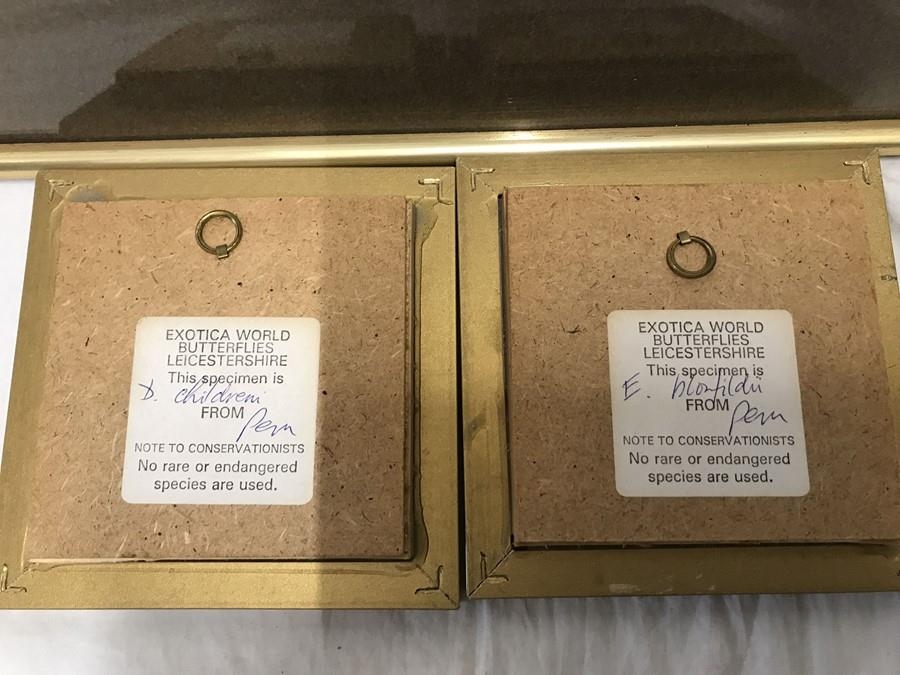 EXOTICA WORLD
BUTTERFLIES
LEICESTERSHIRE
This specimen is
D. childreni
FROM
Peru
NOTE TO CONSERVATIONISTS
No rare or endangered
species are used.
EXOTICA WORLD
BUTTERFLIES
LEICESTERSHIRE
This specimen is
E. blomfildii
FROM
Peru
NOTE TO CONSERVATIONISTS
No rare or endangered
species are used.